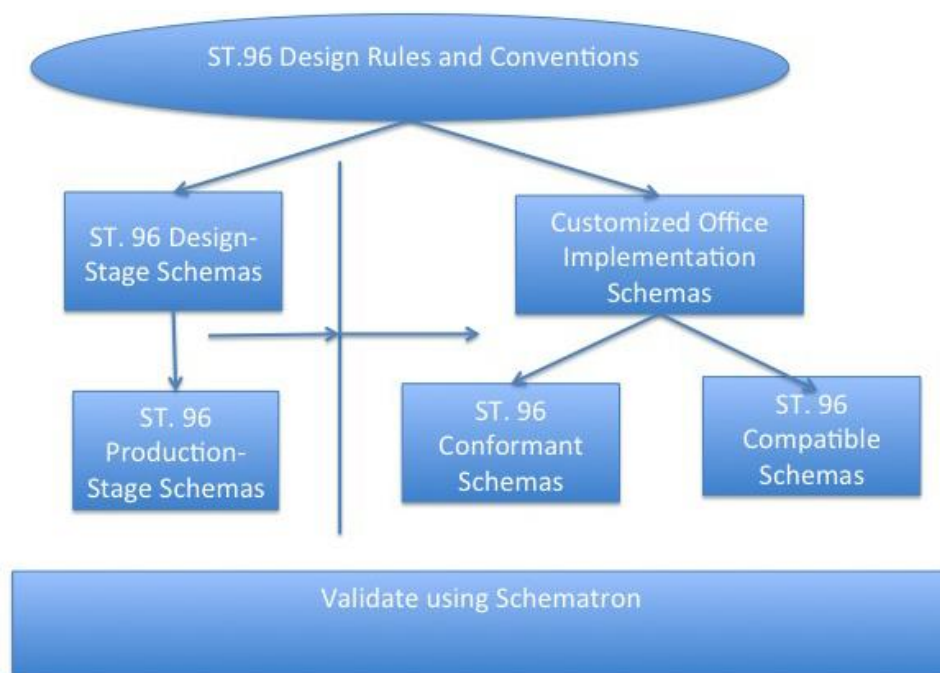 ST.96 Design Rules and Conventions
ST. 96 Design-
Stage Schemas
Customized Office
Implementation
Schemas
ST. 96
Production-
Stage Schemas
ST. 96
Conformant
Schemas
ST. 96
Compatible
Schemas
Validate using Schematron